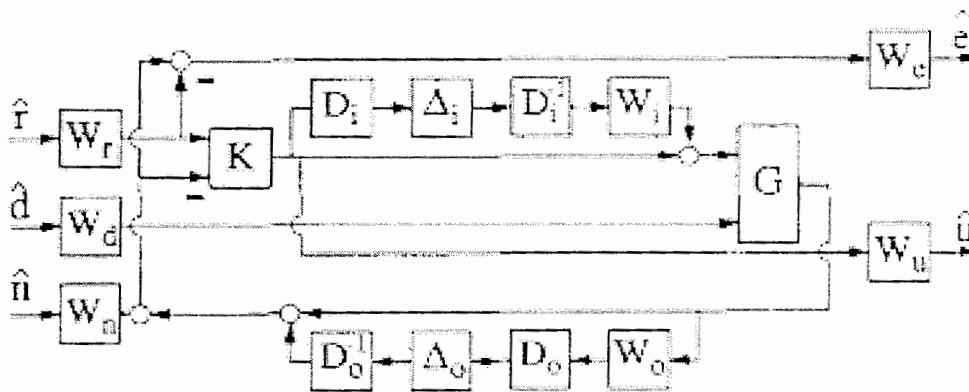 ê
W_e
D_i Δ_i D_i^-1 W_i
r̂
W_r
-
K
-
G
d̂
W_d
û
W_u
n̂
W_n
D_o^-1 Δ_o D_o W_o